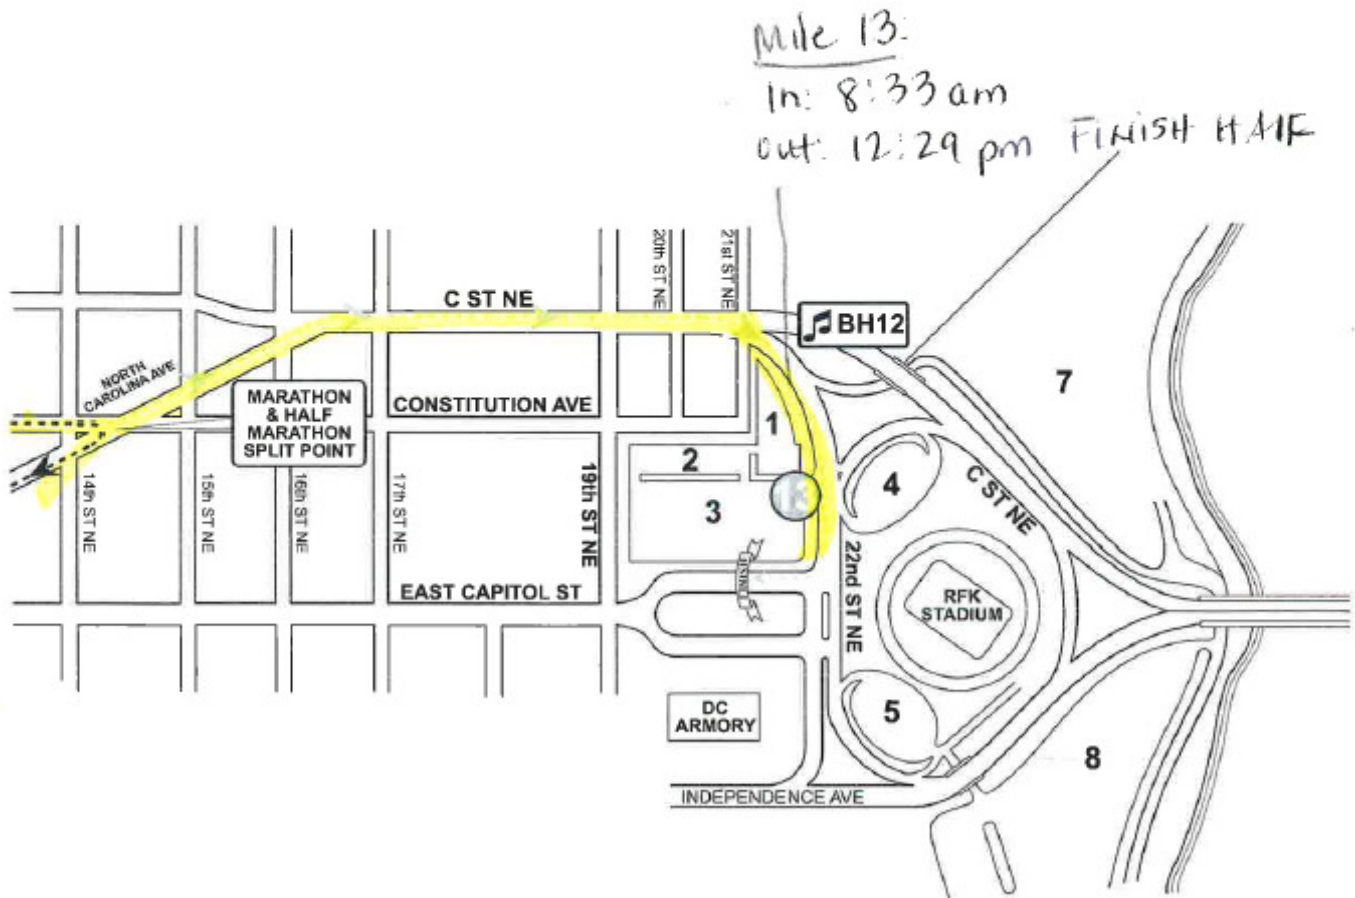 Mile 13:
In: 8:33 am
out: 12:29 pm FINISH HALF
20th ST NE
21st ST NE
C ST NE
BH12
NORTH
CAROLINA AVE
7
MARATHON
& HALF
MARATHON
SPLIT POINT
CONSTITUTION AVE
1
2
3
13
4
C ST NE
14th ST NE
15th ST NE
16th ST NE
17th ST NE
19th ST NE
FINISH
22nd ST NE
EAST CAPITOL ST
RFK
STADIUM
DC
ARMORY
5
8
INDEPENDENCE AVE